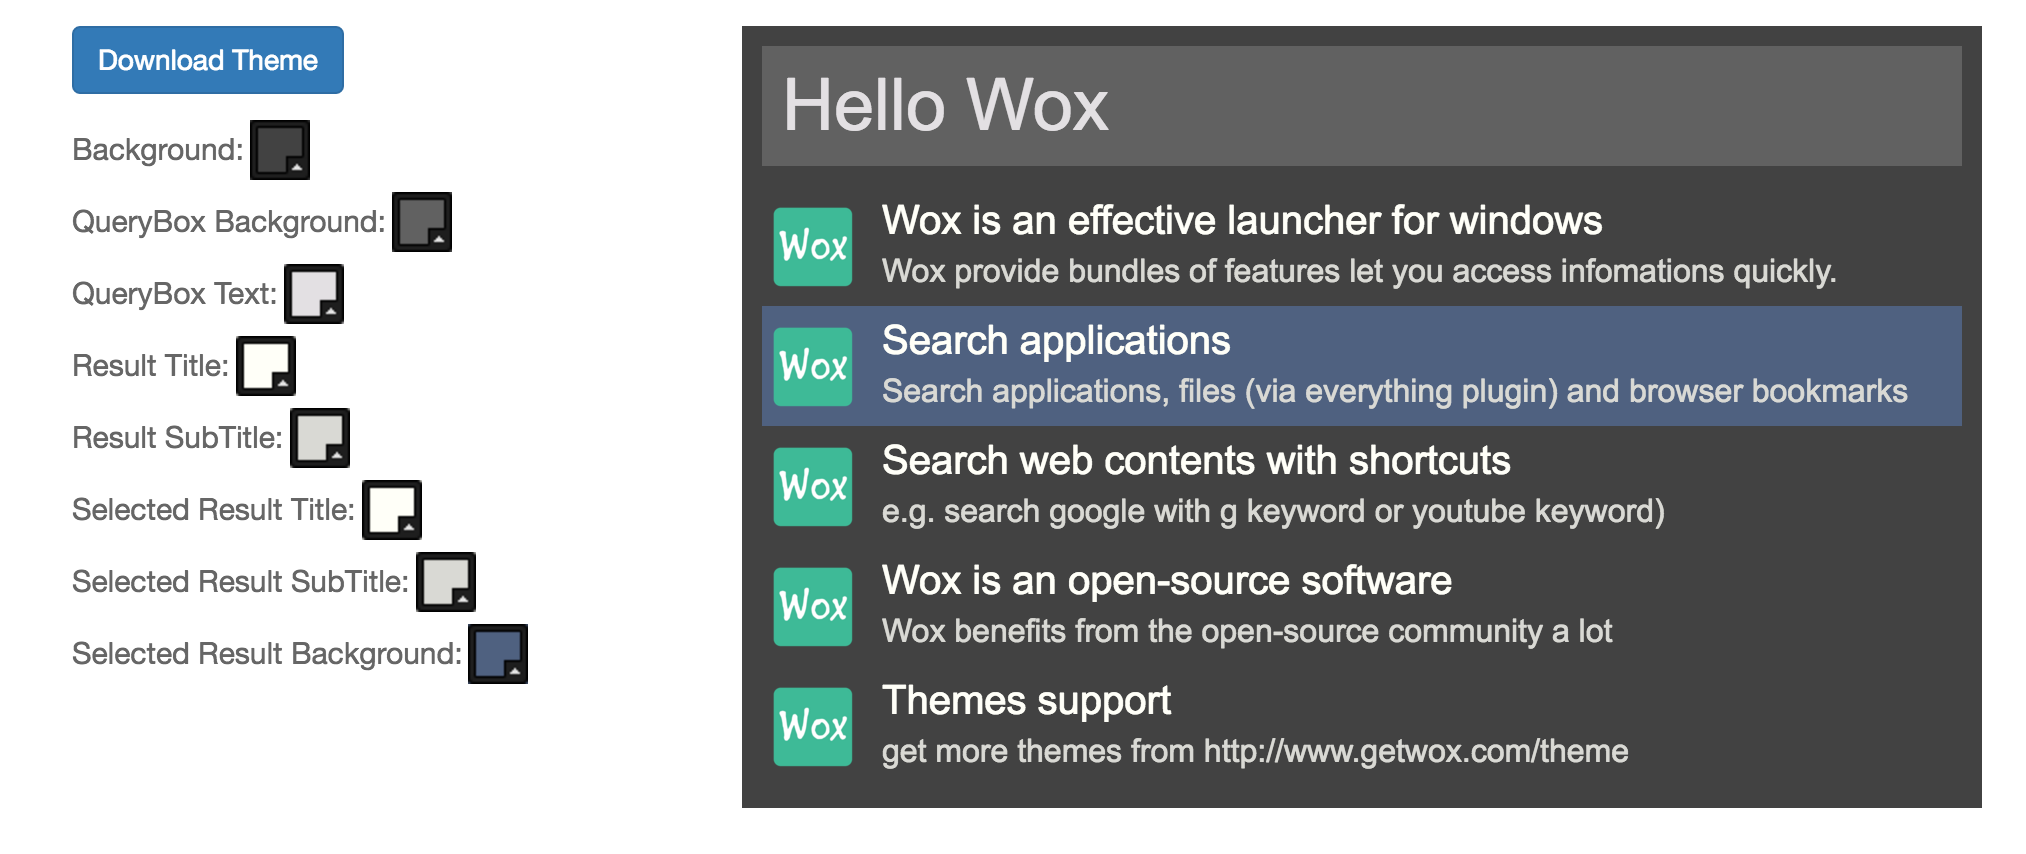 Download Theme
Background:
QueryBox Background:
QueryBox Text:
Result Title:
Result SubTitle:
Selected Result Title:
Selected Result SubTitle:
Selected Result Background:
Hello Wox
Wox
Wox is an effective launcher for windows
Wox provide bundles of features let you access infomations quickly.
Wox
Search applications
Search applications, files (via everything plugin) and browser bookmarks
Wox
Search web contents with shortcuts
e.g. search google with g keyword or youtube keyword)
Wox
Wox is an open-source software
Wox benefits from the open-source community a lot
Wox
Themes support
get more themes from http://www.getwox.com/theme